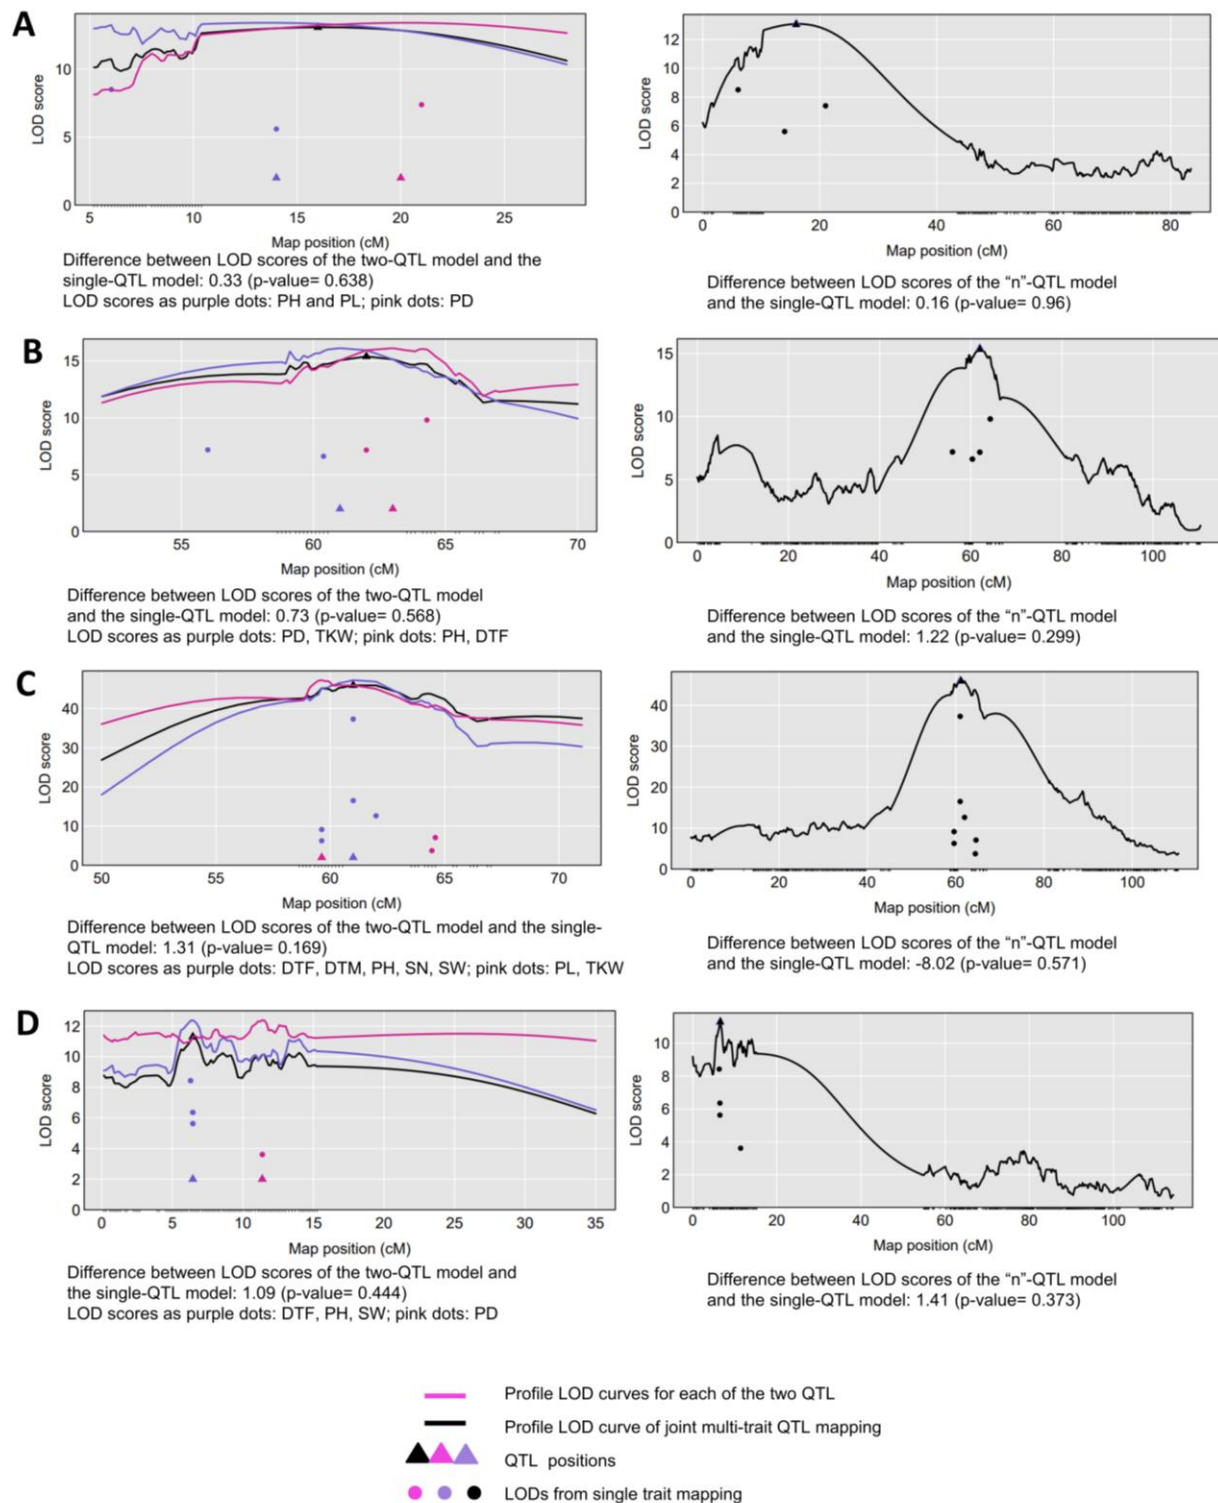 A
LOD score
10
5
0
5
10
15
20
25
Map position (cM)
Difference between LOD scores of the two-QTL model and the
single-QTL model: 0.33 (p-value= 0.638)
LOD scores as purple dots: PH and PL; pink dots: PD
LOD score
12
10
8
6
4
2
0
0
20
40
60
80
Map position (cM)
Difference between LOD scores of the “n”-QTL model
and the single-QTL model: 0.16 (p-value= 0.96)
B
LOD score
15
10
5
0
55
60
65
70
Map position (cM)
Difference between LOD scores of the two-QTL model
and the single-QTL model: 0.73 (p-value= 0.568)
LOD scores as purple dots: PD, TKW; pink dots: PH, DTF
LOD score
15
10
5
0
0
20
40
60
80
100
Map position (cM)
Difference between LOD scores of the “n”-QTL model
and the single-QTL model: 1.22 (p-value= 0.299)
C
LOD score
40
30
20
10
0
50
55
60
65
70
Map position (cM)
Difference between LOD scores of the two-QTL model and the single-
QTL model: 1.31 (p-value= 0.169)
LOD scores as purple dots: DTF, DTM, PH, SN, SW; pink dots: PL, TKW
LOD score
40
30
20
10
0
0
20
40
60
80
100
Map position (cM)
Difference between LOD scores of the “n”-QTL model
and the single-QTL model: -8.02 (p-value= 0.571)
D
LOD score
12
10
8
6
4
2
0
0
5
10
15
20
25
30
35
Map position (cM)
Difference between LOD scores of the two-QTL model and
the single-QTL model: 1.09 (p-value= 0.444)
LOD scores as purple dots: DTF, PH, SW; pink dots: PD
LOD score
10
8
6
4
2
0
0
20
40
60
80
100
Map position (cM)
Difference between LOD scores of the “n”-QTL model
and the single-QTL model: 1.41 (p-value= 0.373)
Profile LOD curves for each of the two QTL
Profile LOD curve of joint multi-trait QTL mapping
QTL positions
LODs from single trait mapping